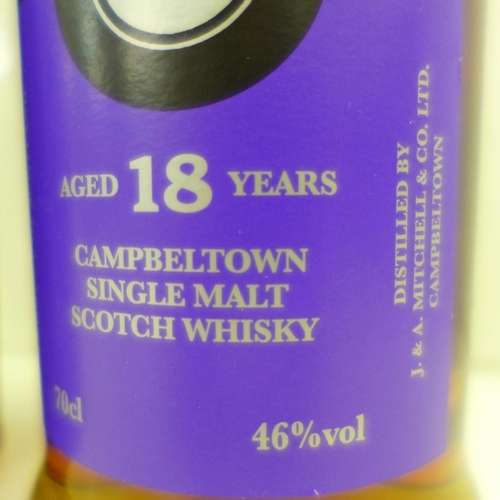 AGED 18 YEARS
CAMPBELTOWN
SINGLE MALT
SCOTCH WHISKY
70cl
46%vol
DISTILLED BY
J. & A. MITCHELL & CO. LTD.
CAMPBELTOWN